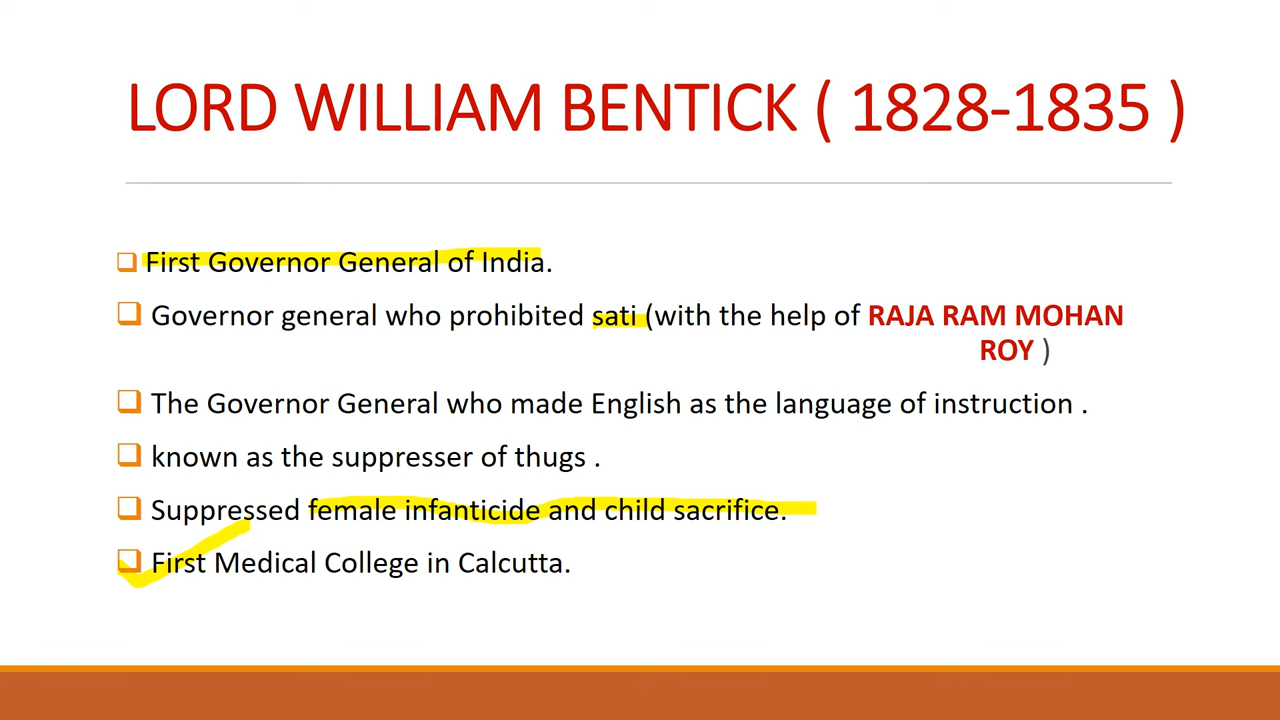 LORD WILLIAM BENTICK ( 1828-1835 )
First Governor General of India.
Governor general who prohibited sati (with the help of RAJA RAM MOHAN
ROY )
The Governor General who made English as the language of instruction .
known as the suppresser of thugs .
Suppressed female infanticide and child sacrifice.
First Medical College in Calcutta.